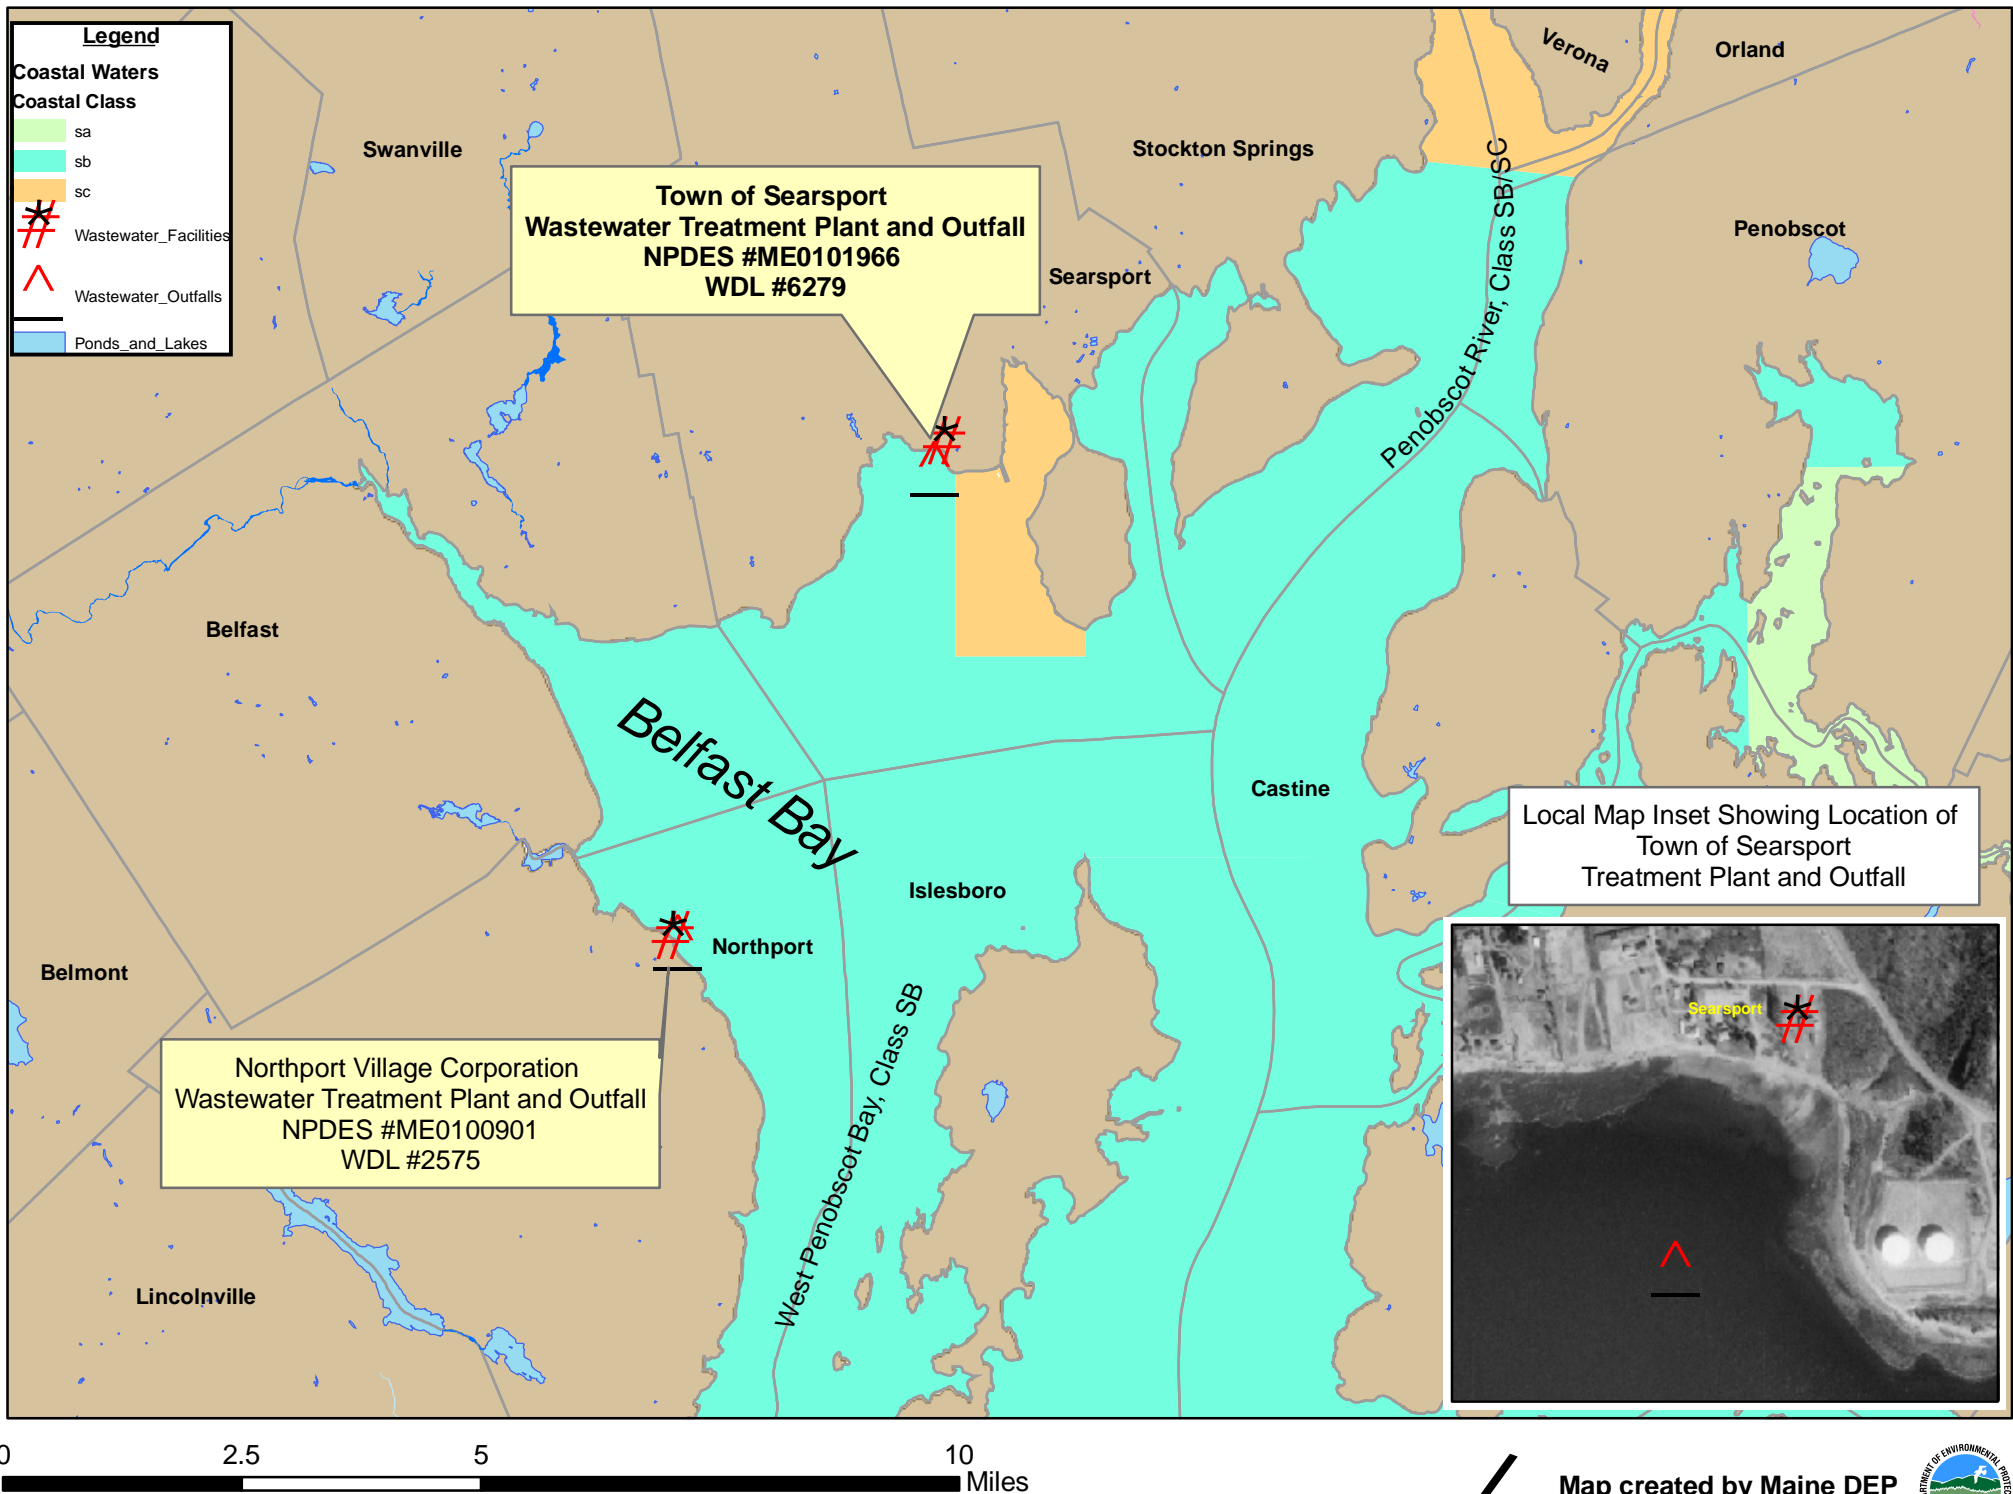 Legend
Coastal Waters
Coastal Class
sa
sb
sc
Wastewater_Facilities
Wastewater_Outfalls
Ponds_and_Lakes
Verona
Orland
Swanville
Stockton Springs
Town of Searsport
Wastewater Treatment Plant and Outfall
NPDES #ME0101966
WDL #6279
Searsport
Penobscot
Penobscot River, Class SB/SC
Belfast
Belfast Bay
Castine
Local Map Inset Showing Location of
Town of Searsport
Treatment Plant and Outfall
Islesboro
Northport
Belmont
West Penobscot Bay, Class SB
Searsport
Northport Village Corporation
Wastewater Treatment Plant and Outfall
NPDES #ME0100901
WDL #2575
Lincolnville
0 2.5 5 10
Miles
Map created by Maine DEP